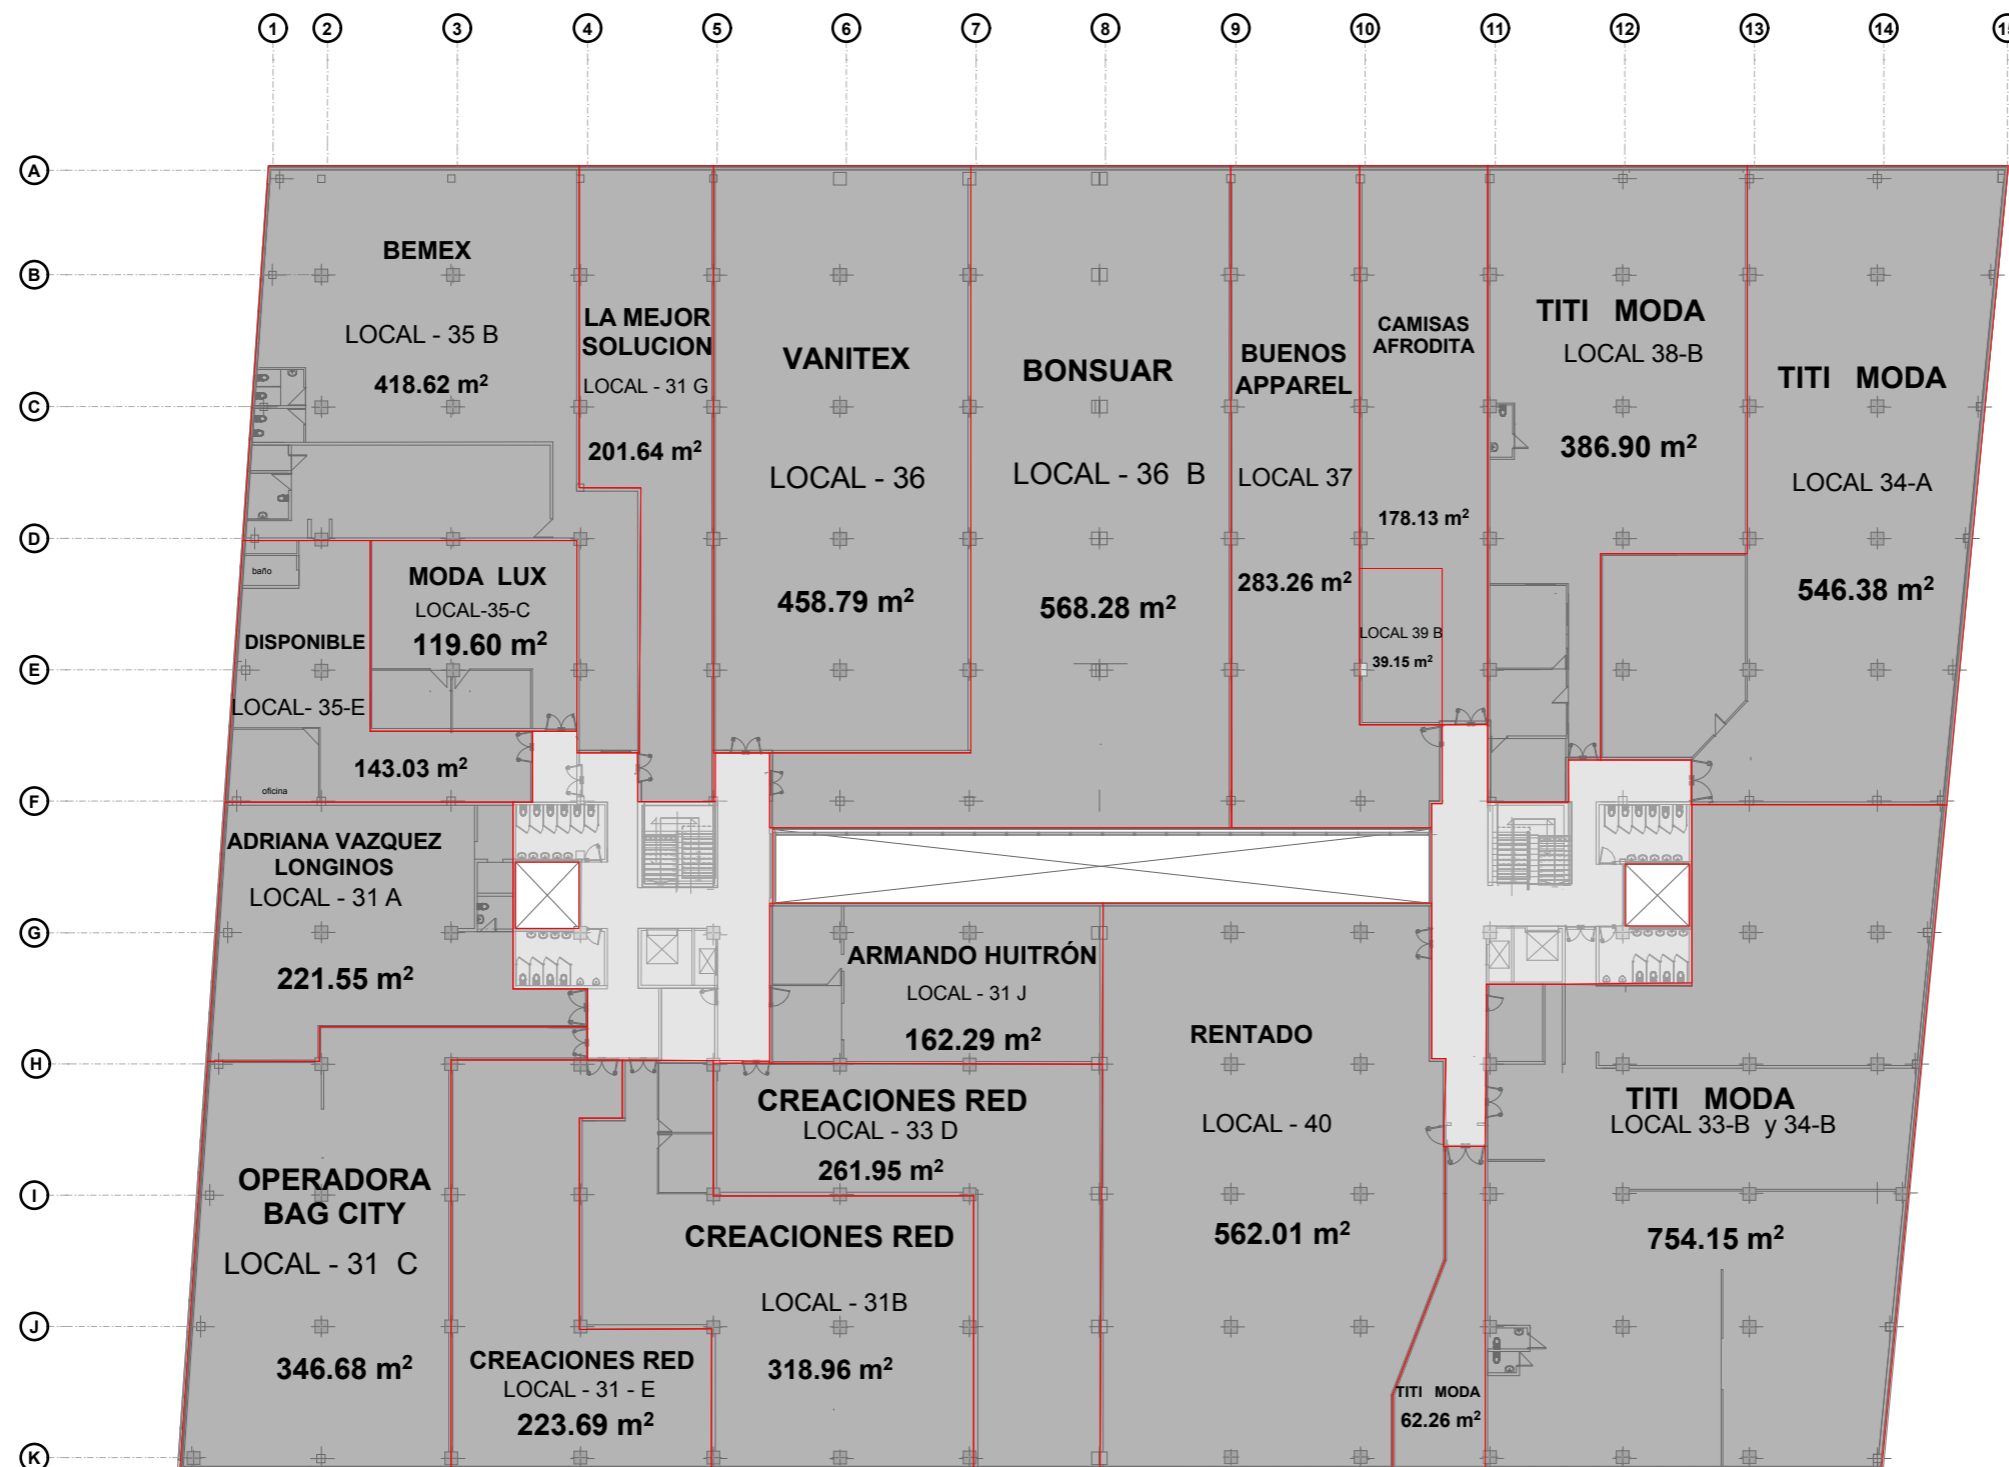 1 2 3 4 5 6 7 8 9 10 11 12 13 14 15
A
B
C
D
E
F
G
H
I
J
K
BEMEX
LOCAL - 35 B
418.62 m²
LA MEJOR
SOLUCION
LOCAL - 31 G
201.64 m²
VANITEX
LOCAL - 36
458.79 m²
BONSUAR
LOCAL - 36 B
568.28 m²
BUENOS
APPAREL
LOCAL 37
283.26 m²
CAMISAS
AFRODITA
178.13 m²
LOCAL 39 B
39.15 m²
TITI MODA
LOCAL 38-B
386.90 m²
TITI MODA
LOCAL 34-A
546.38 m²
baño
MODA LUX
LOCAL-35-C
119.60 m²
DISPONIBLE
LOCAL- 35-E
143.03 m²
oficina
ADRIANA VAZQUEZ
LONGINOS
LOCAL - 31 A
221.55 m²
ARMANDO HUITRÓN
LOCAL - 31 J
162.29 m²
RENTADO
LOCAL - 40
562.01 m²
CREACIONES RED
LOCAL - 33 D
261.95 m²
TITI MODA
LOCAL 33-B y 34-B
754.15 m²
OPERADORA
BAG CITY
LOCAL - 31 C
346.68 m²
CREACIONES RED
LOCAL - 31B
318.96 m²
CREACIONES RED
LOCAL - 31 - E
223.69 m²
TITI MODA
62.26 m²